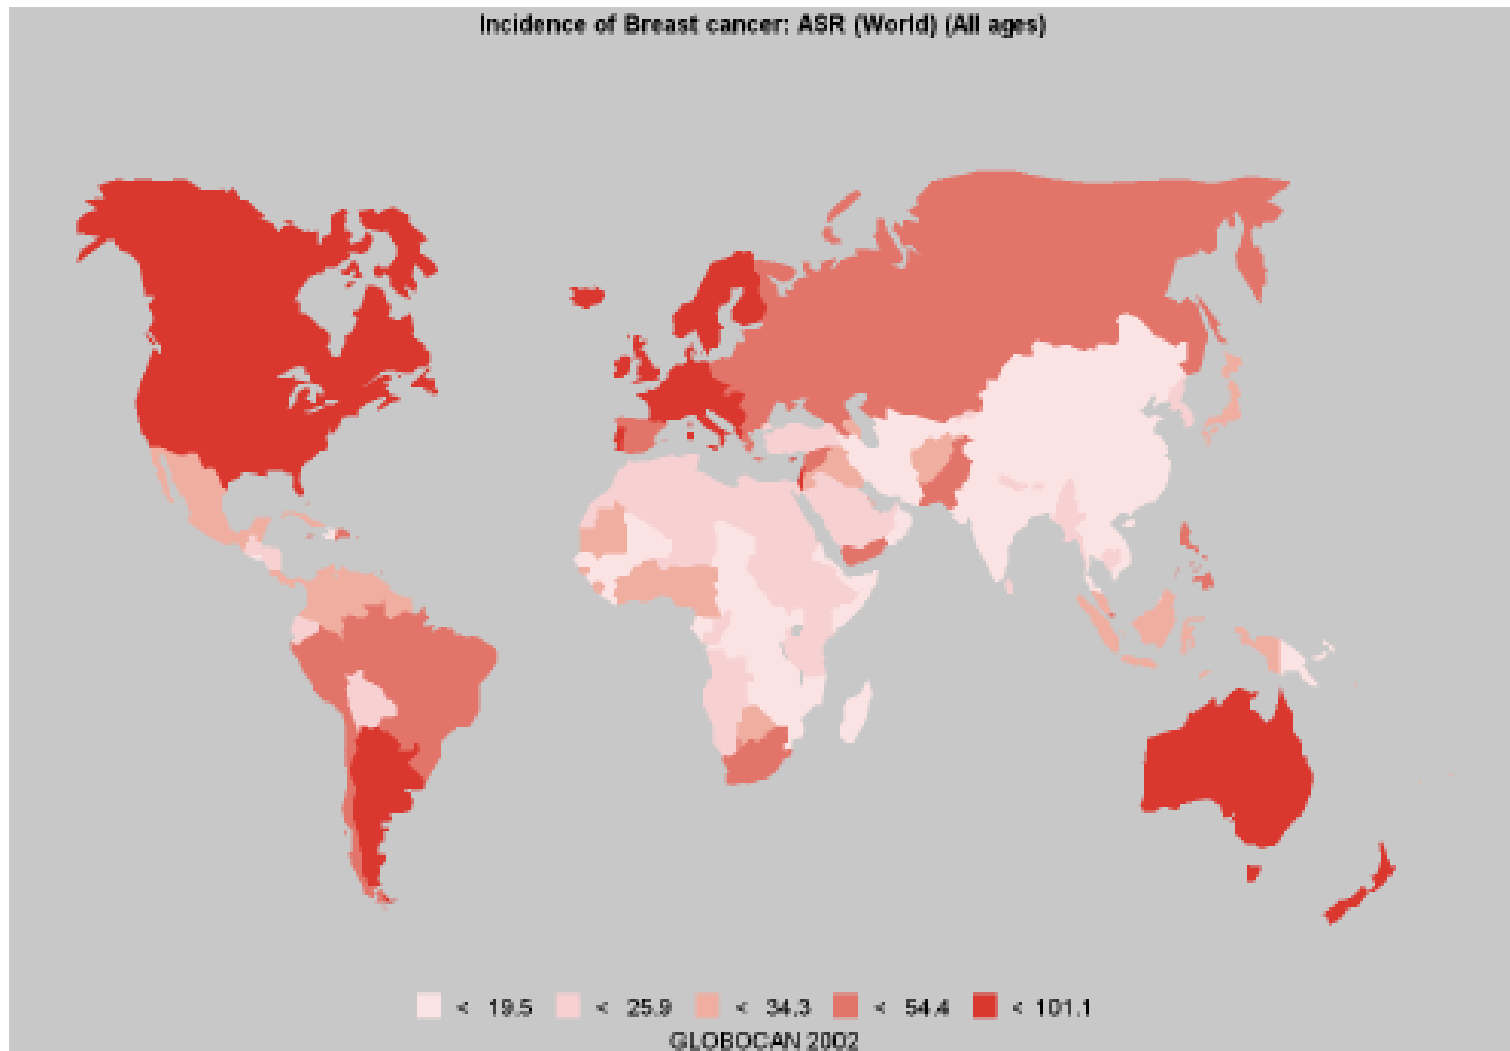 Incidence of Breast cancer: ASR (World) (All ages)
< 19.5 < 25.9 < 34.3 < 54.4 < 101.1
GLOBOCAN 2002